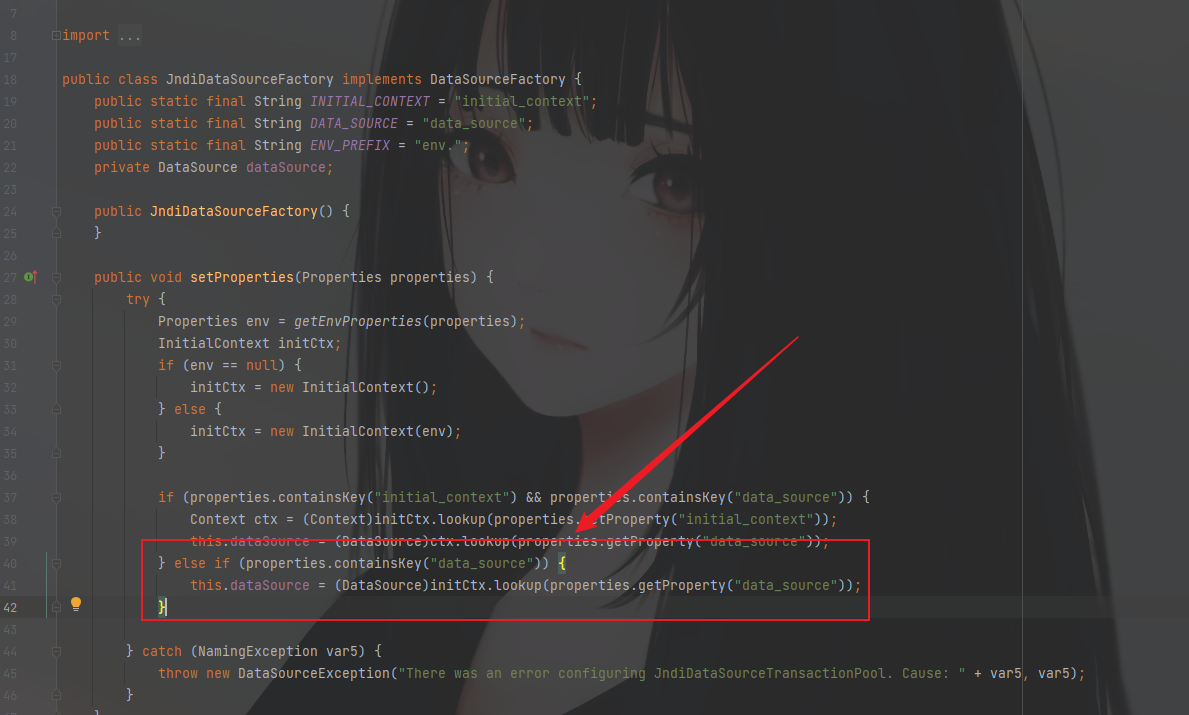 7
8 import ...
17
18 public class JndiDataSourceFactory implements DataSourceFactory {
19 public static final String INITIAL_CONTEXT = "initial_context";
20 public static final String DATA_SOURCE = "data_source";
21 public static final String ENV_PREFIX = "env.";
22 private DataSource dataSource;
23
24 public JndiDataSourceFactory() {
25 }
26
27 public void setProperties(Properties properties) {
28 try {
29 Properties env = getEnvProperties(properties);
30 InitialContext initCtx;
31 if (env == null) {
32 initCtx = new InitialContext();
33 } else {
34 initCtx = new InitialContext(env);
35 }
36
37 if (properties.containsKey("initial_context") && properties.containsKey("data_source")) {
38 Context ctx = (Context)initCtx.lookup(properties.getProperty("initial_context"));
39 this.dataSource = (DataSource)ctx.lookup(properties.getProperty("data_source"));
40 } else if (properties.containsKey("data_source")) {
41 this.dataSource = (DataSource)initCtx.lookup(properties.getProperty("data_source"));
42 }
43
44 } catch (NamingException var5) {
45 throw new DataSourceException("There was an error configuring JndiDataSourceTransactionPool. Cause: " + var5, var5);
46 }